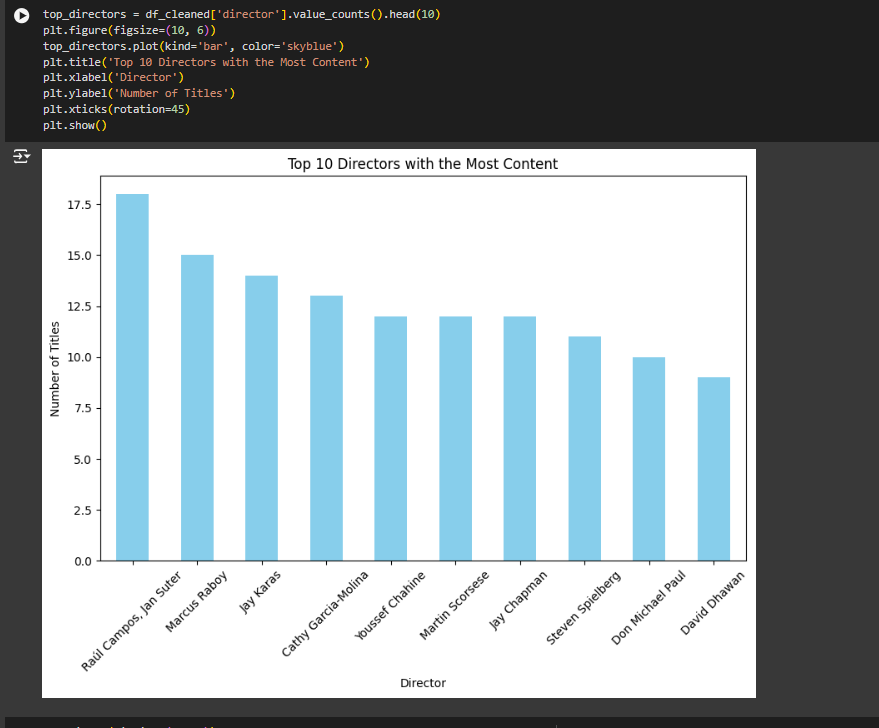 top_directors = df_cleaned['director'].value_counts().head(10)
plt.figure(figsize=(10, 6))
top_directors.plot(kind='bar', color='skyblue')
plt.title('Top 10 Directors with the Most Content')
plt.xlabel('Director')
plt.ylabel('Number of Titles')
plt.xticks(rotation=45)
plt.show()
Top 10 Directors with the Most Content
17.5
15.0
12.5
10.0
7.5
5.0
2.5
0.0
Number of Titles
Raúl Campos, Jan Suter
Marcus Raboy
Jay Karas
Cathy Garcia-Molina
Youssef Chahine
Martin Scorsese
Jay Chapman
Steven Spielberg
Don Michael Paul
David Dhawan
Director